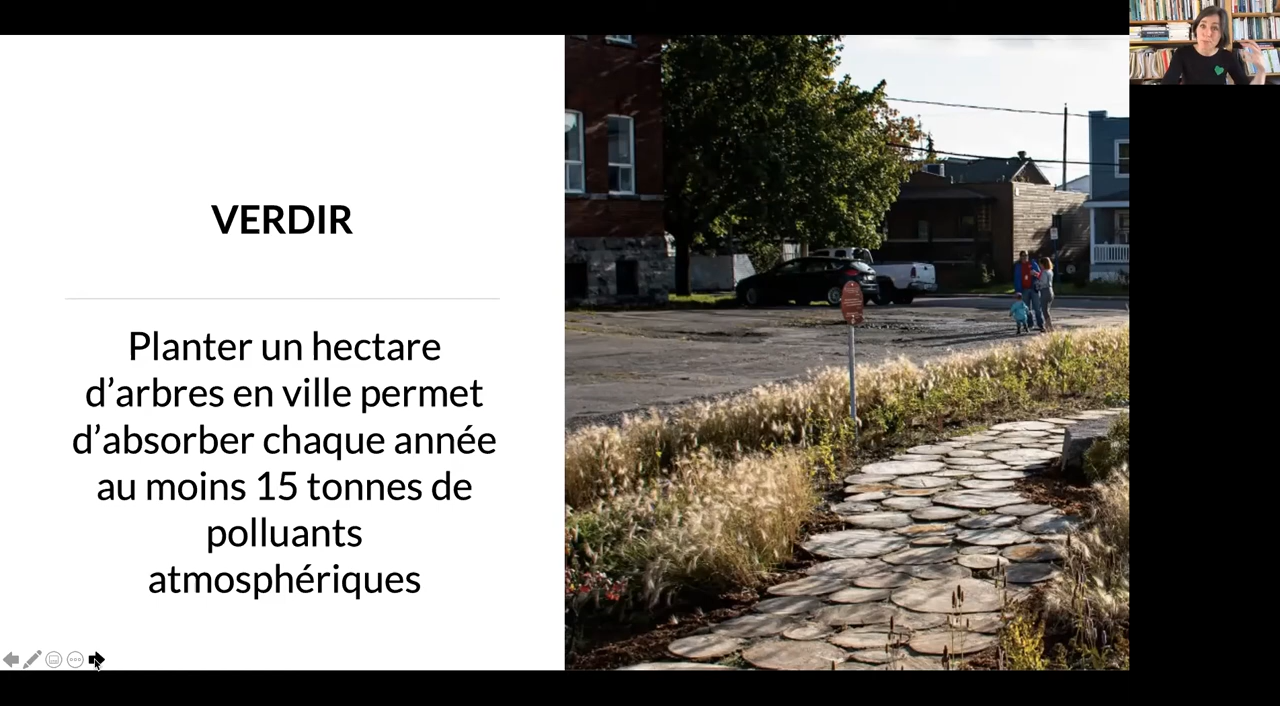 VERDIR
Planter un hectare
d’arbres en ville permet
d’absorber chaque année
au moins 15 tonnes de
polluants
atmosphériques